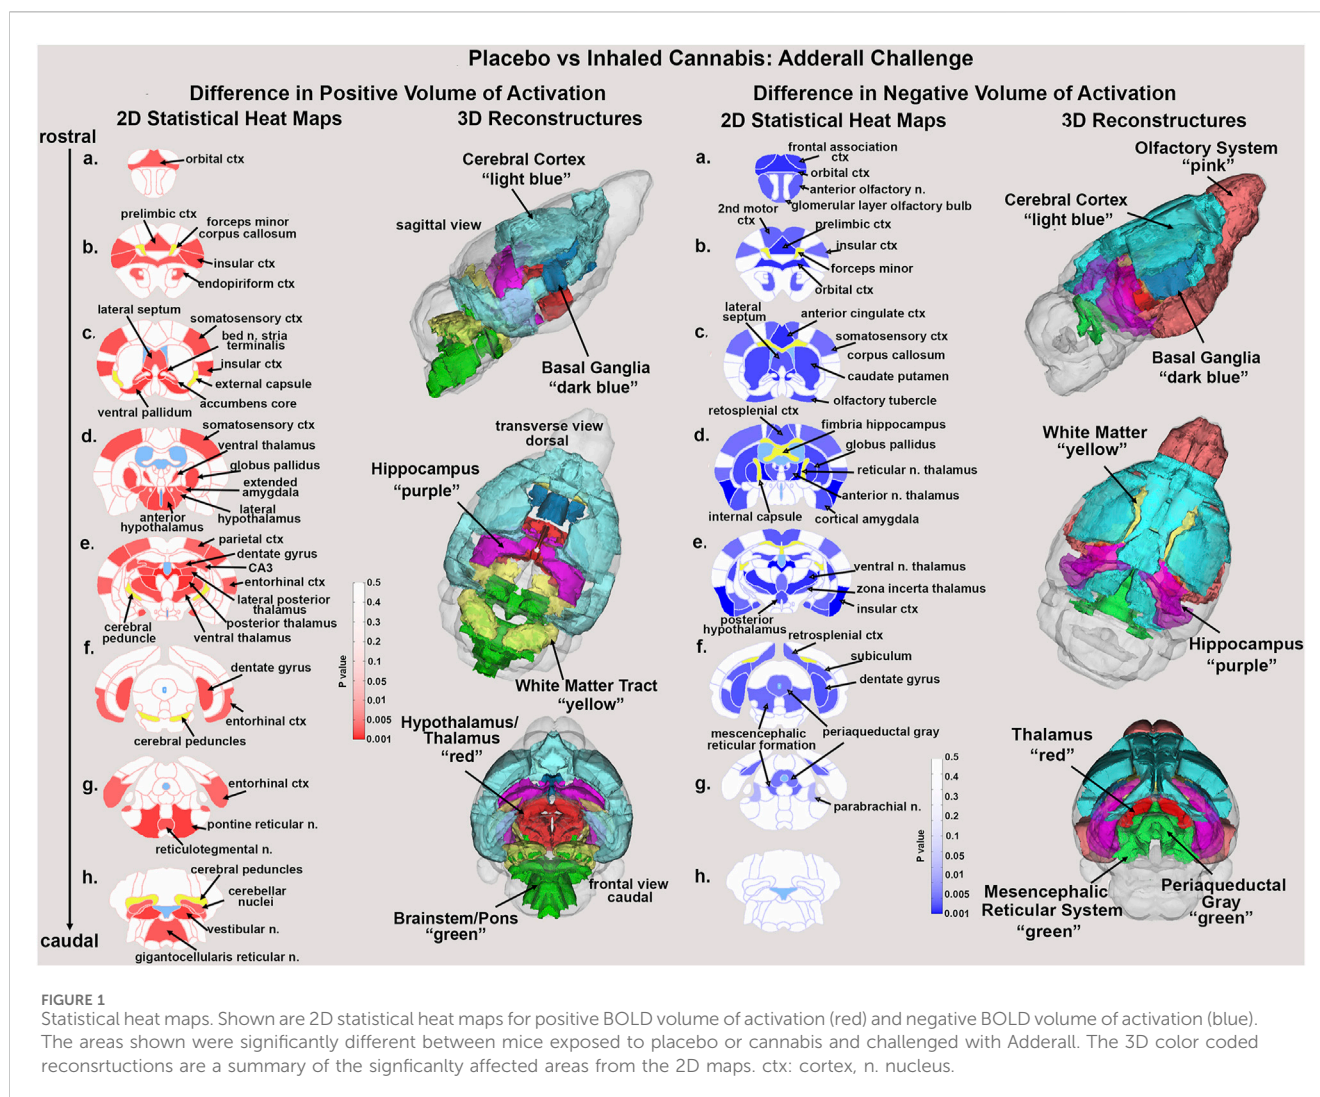 Placebo vs Inhaled Cannabis: Adderall Challenge
Difference in Positive Volume of Activation
2D Statistical Heat Maps
3D Reconstructures
rostral
a.
orbital ctx
b.
prelimbic ctx
forceps minor
corpus callosum
insular ctx
endopiriform ctx
c.
lateral septum
somatosensory ctx
bed n, stria
terminalis
insular ctx
external capsule
accumbens core
ventral pallidum
d.
somatosensory ctx
ventral thalamus
globus pallidus
extended
amygdala
lateral
hypothalamus
anterior
hypothalamus
e.
parietal ctx
dentate gyrus
CA3
entorhinal ctx
lateral posterior
thalamus
posterior thalamus
ventral thalamus
cerebral
peduncle
f.
dentate gyrus
entorhinal ctx
cerebral peduncles
g.
entorhinal ctx
pontine reticular n.
reticulotegmental n.
h.
cerebral peduncles
cerebellar
nuclei
vestibular n.
gigantocellularis reticular n.
caudal
P value
0.5
0.4
0.3
0.2
0.1
0.05
0.01
0.005
0.001
Cerebral Cortex
“light blue”
sagittal view
Basal Ganglia
“dark blue”
transverse view
dorsal
Hippocampus
“purple”
White Matter Tract
“yellow”
Hypothalamus/
Thalamus
“red”
frontal view
caudal
Brainstem/Pons
“green”
Difference in Negative Volume of Activation
2D Statistical Heat Maps
3D Reconstructures
a.
frontal association
ctx
orbital ctx
anterior olfactory n.
glomerular layer olfactory bulb
b.
2nd motor
ctx
prelimbic ctx
insular ctx
forceps minor
orbital ctx
c.
lateral
septum
anterior cingulate ctx
somatosensory ctx
corpus callosum
caudate putamen
olfactory tubercle
d.
retosplenial ctx
fimbria hippocampus
globus pallidus
reticular n. thalamus
anterior n. thalamus
internal capsule
cortical amygdala
e.
ventral n. thalamus
zona incerta thalamus
insular ctx
posterior
hypothalamus
f.
retrosplenial ctx
subiculum
dentate gyrus
mescencephalic
reticular formation
periaqueductal gray
g.
parabrachial n.
h.
P value
0.5
0.4
0.3
0.2
0.1
0.05
0.01
0.005
0.001
Olfactory System
“pink”
Cerebral Cortex
“light blue”
Basal Ganglia
“dark blue”
White Matter
“yellow”
Hippocampus
“purple”
Thalamus
“red”
Mesencephalic
Reticular System
“green”
Periaqueductal
Gray
“green”
FIGURE 1
Statistical heat maps. Shown are 2D statistical heat maps for positive BOLD volume of activation (red) and negative BOLD volume of activation (blue).
The areas shown were significantly different between mice exposed to placebo or cannabis and challenged with Adderall. The 3D color coded
reconsrtuctions are a summary of the signficanlty affected areas from the 2D maps. ctx: cortex, n. nucleus.